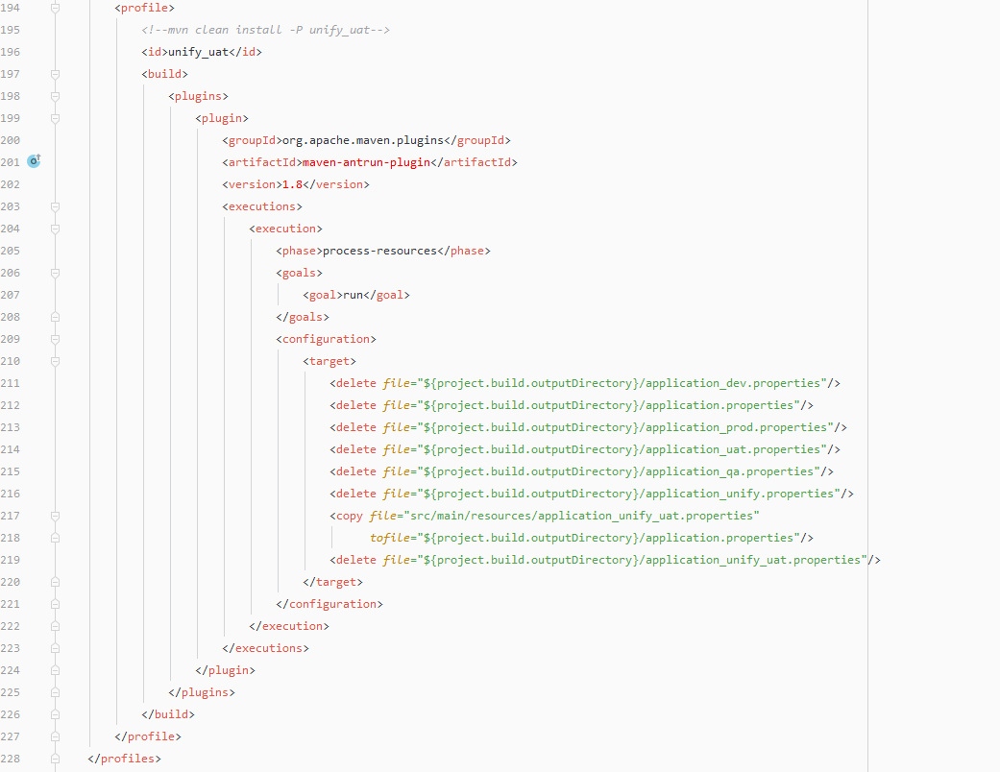 194 <profile>
195 <!--mvn clean install -P unify_uat-->
196 <id>unify_uat</id>
197 <build>
198 <plugins>
199 <plugin>
200 <groupId>org.apache.maven.plugins</groupId>
201 <artifactId>maven-antrun-plugin</artifactId>
202 <version>1.8</version>
203 <executions>
204 <execution>
205 <phase>process-resources</phase>
206 <goals>
207 <goal>run</goal>
208 </goals>
209 <configuration>
210 <target>
211 <delete file="${project.build.outputDirectory}/application_dev.properties"/>
212 <delete file="${project.build.outputDirectory}/application.properties"/>
213 <delete file="${project.build.outputDirectory}/application_prod.properties"/>
214 <delete file="${project.build.outputDirectory}/application_uat.properties"/>
215 <delete file="${project.build.outputDirectory}/application_qa.properties"/>
216 <delete file="${project.build.outputDirectory}/application_unify.properties"/>
217 <copy file="src/main/resources/application_unify_uat.properties"
218 tofile="${project.build.outputDirectory}/application.properties"/>
219 <delete file="${project.build.outputDirectory}/application_unify_uat.properties"/>
220 </target>
221 </configuration>
222 </execution>
223 </executions>
224 </plugin>
225 </plugins>
226 </build>
227 </profile>
228 </profiles>